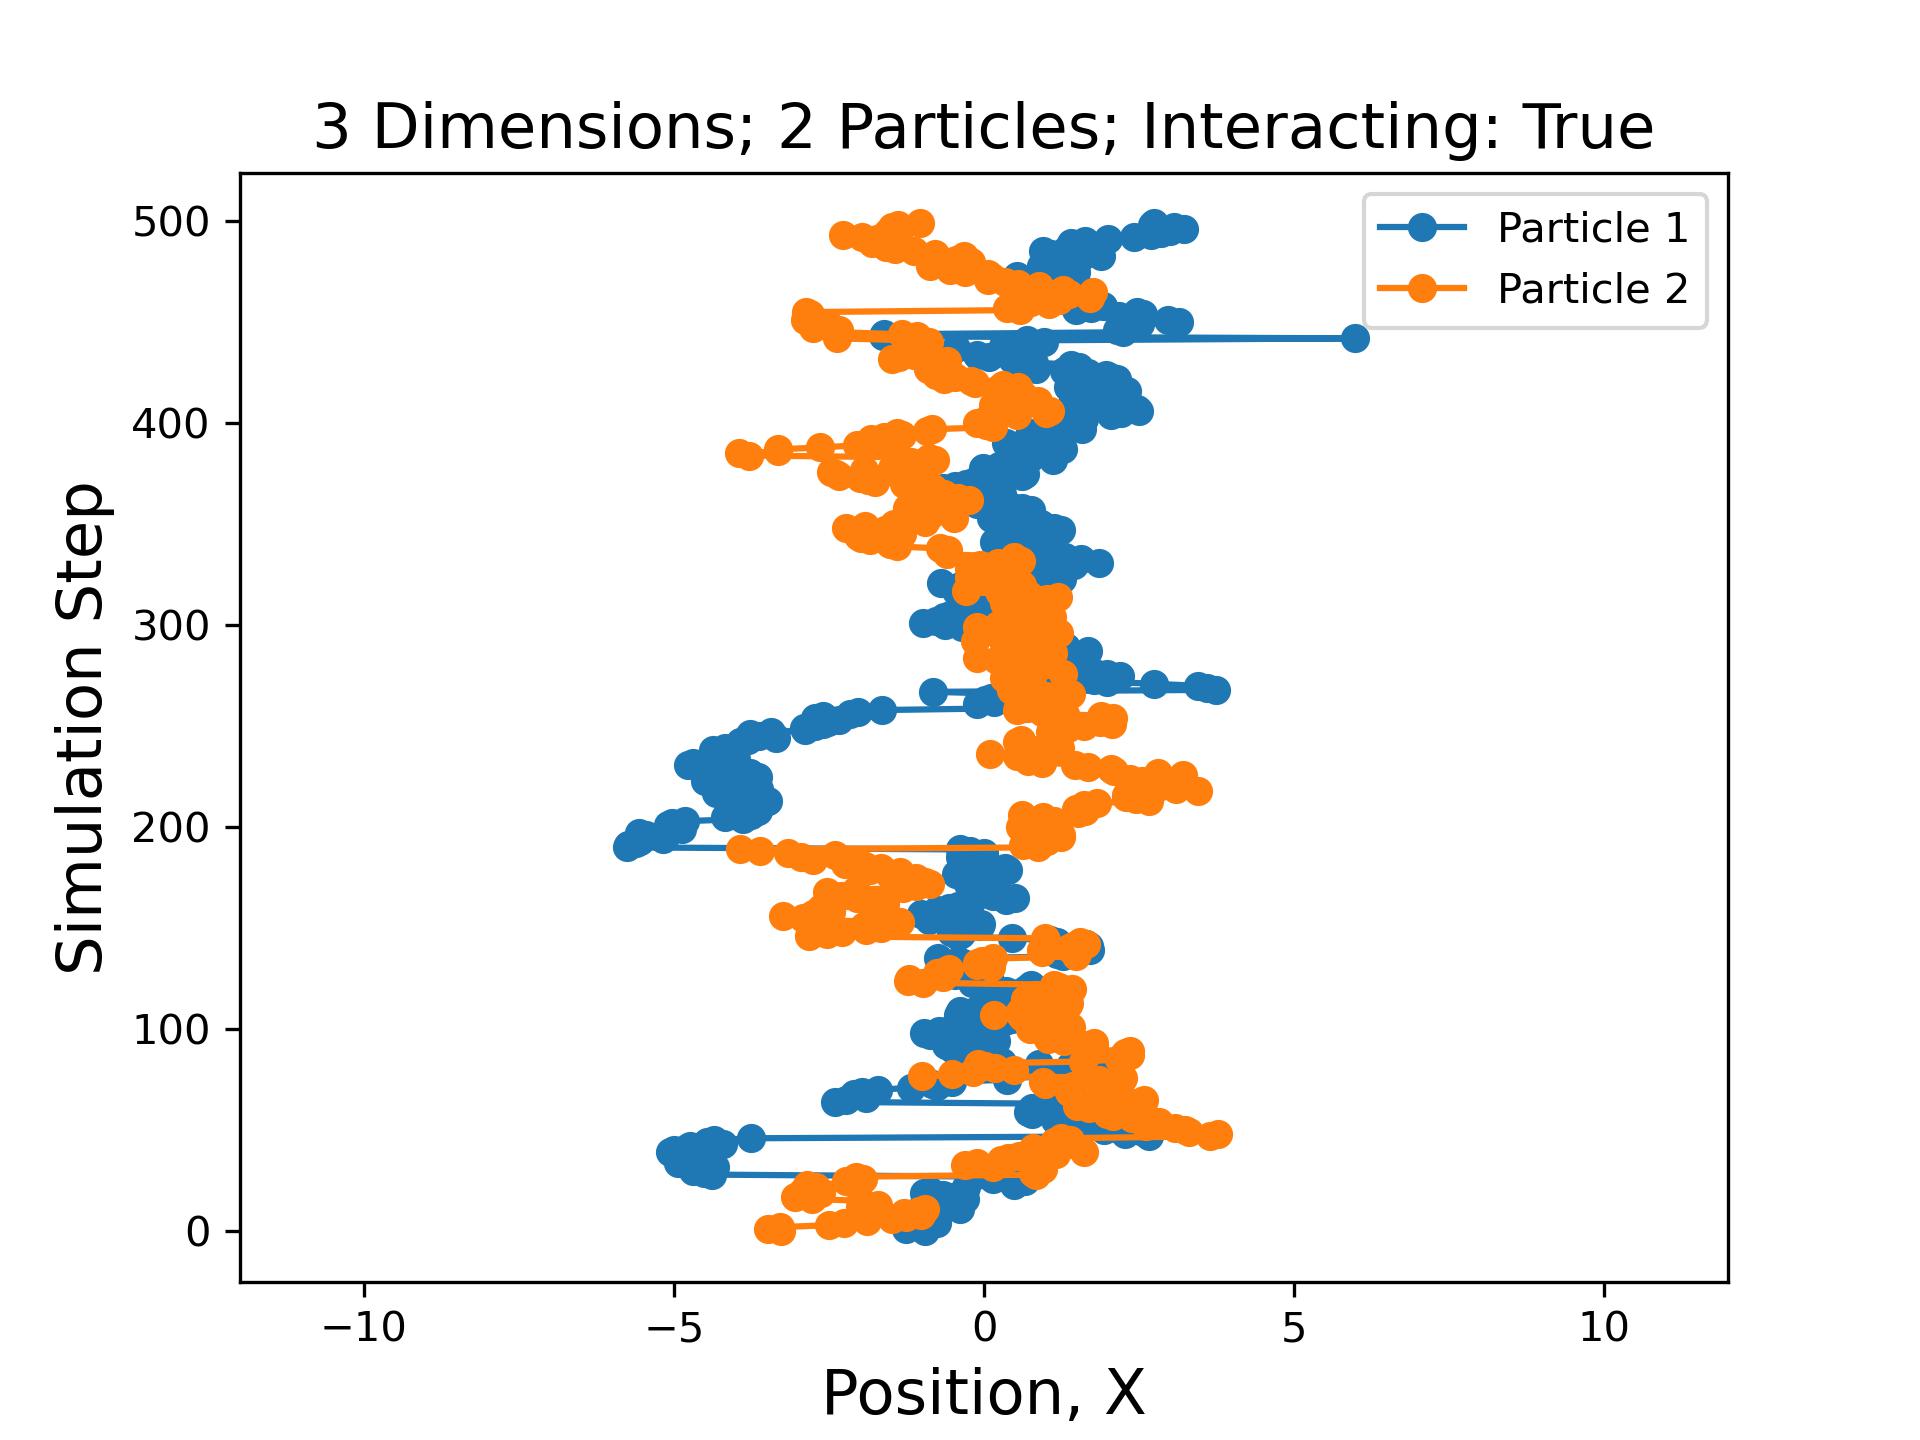 3 Dimensions; 2 Particles; Interacting: True
Particle 1
Particle 2
500
400
300
200
100
0
Simulation Step
−10
−5
0
5
10
Position, X